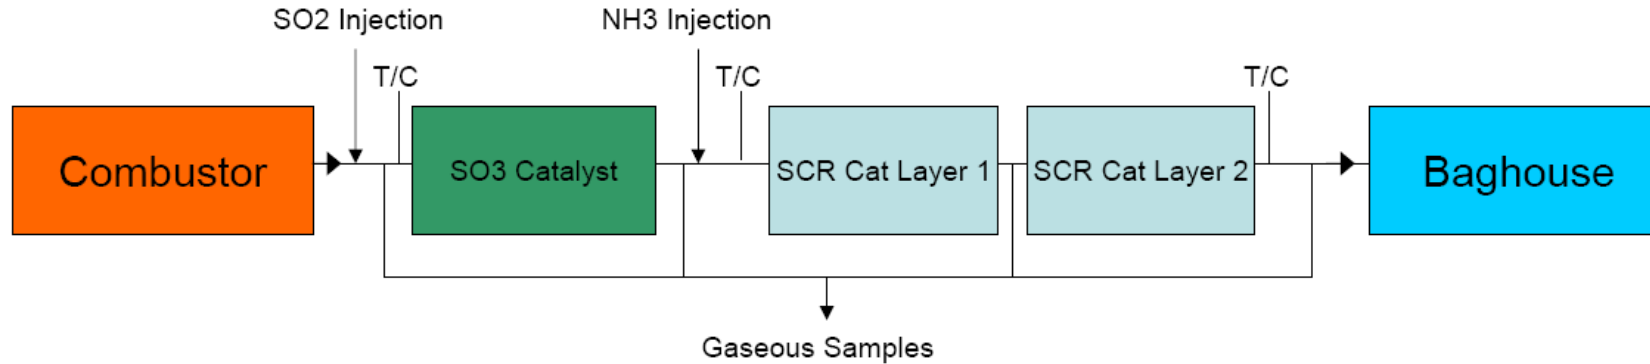 SO2 Injection
NH3 Injection
T/C
T/C
T/C
Combustor
SO3 Catalyst
SCR Cat Layer 1
SCR Cat Layer 2
Baghouse
Gaseous Samples